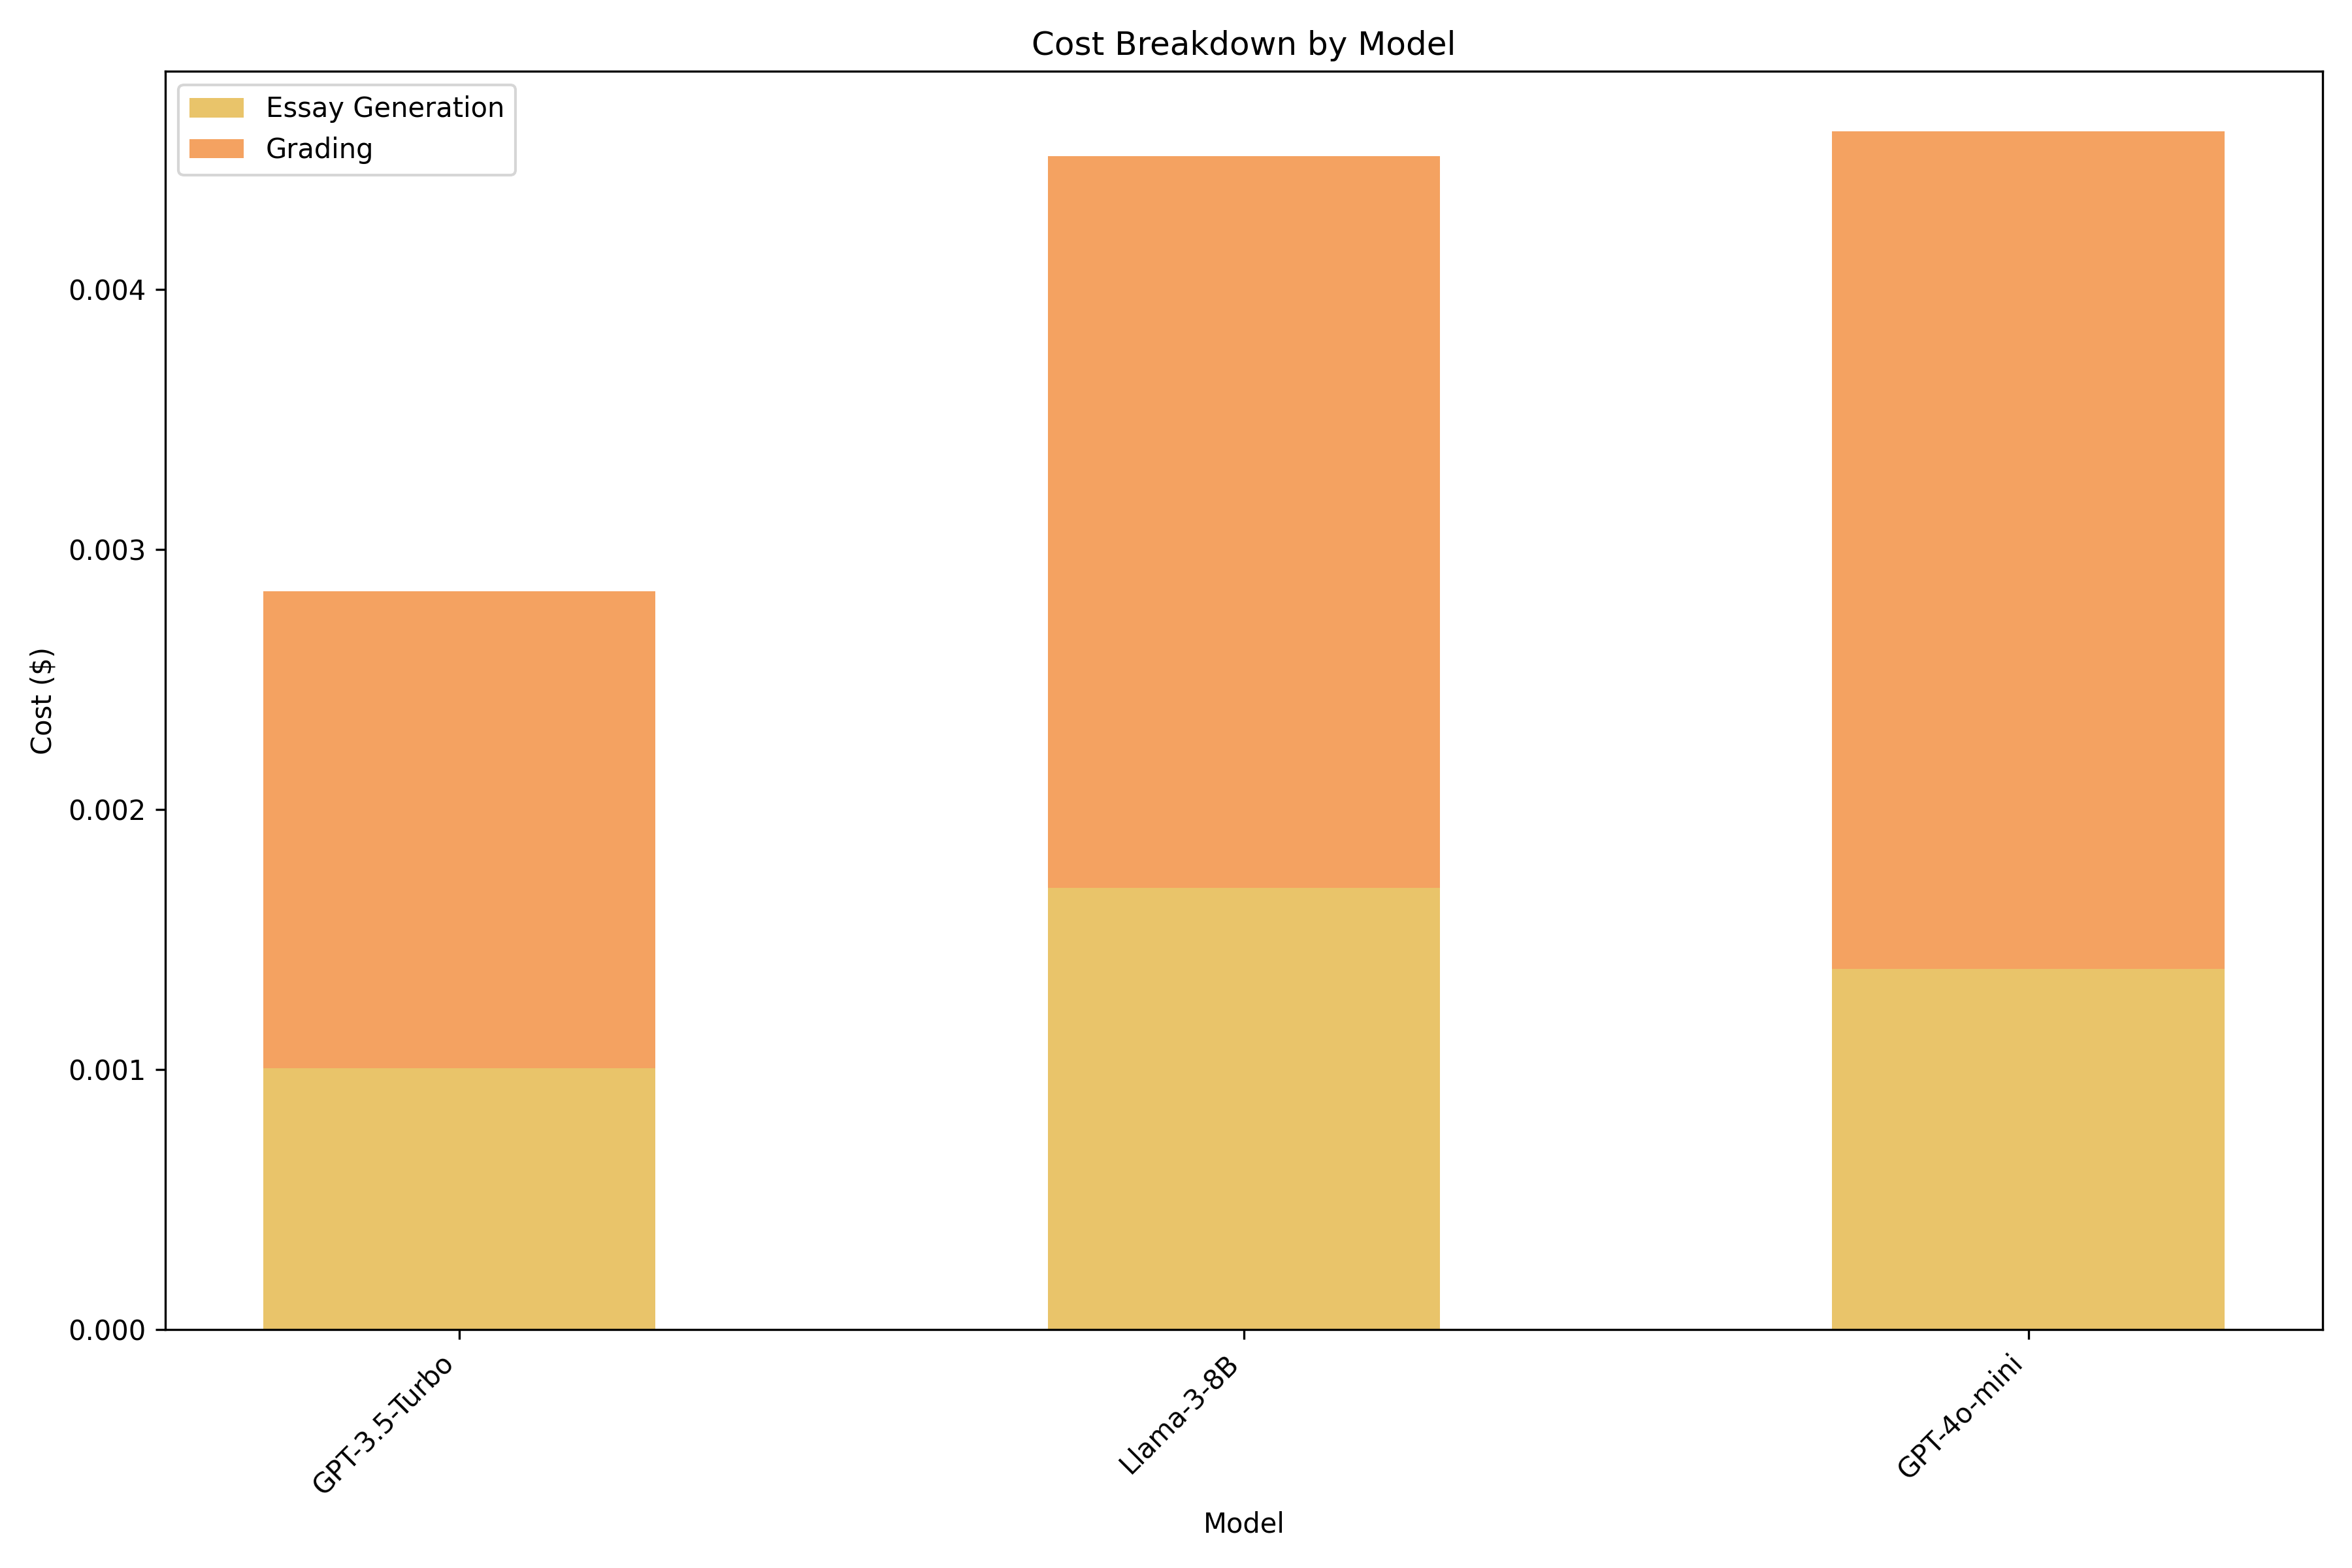 Cost Breakdown by Model
Essay Generation
Grading
Cost ($)
0.004
0.003
0.002
0.001
0.000
GPT-3.5-Turbo
Llama-3-8B
GPT-4o-mini
Model